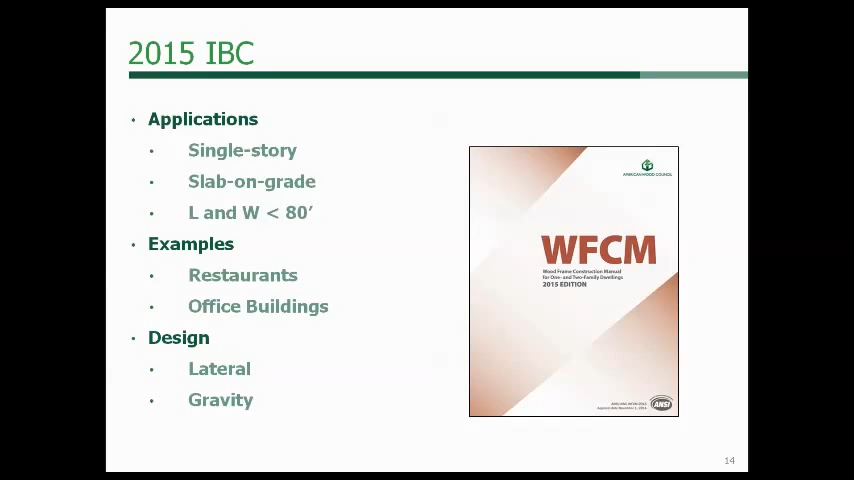 2015 IBC
• Applications
• Single-story
• Slab-on-grade
• L and W < 80’
• Examples
• Restaurants
• Office Buildings
• Design
• Lateral
• Gravity
AMERICAN WOOD COUNCIL
WFCM
Wood Frame Construction Manual
for One- and Two-Family Dwellings
2015 EDITION
ANSI
14